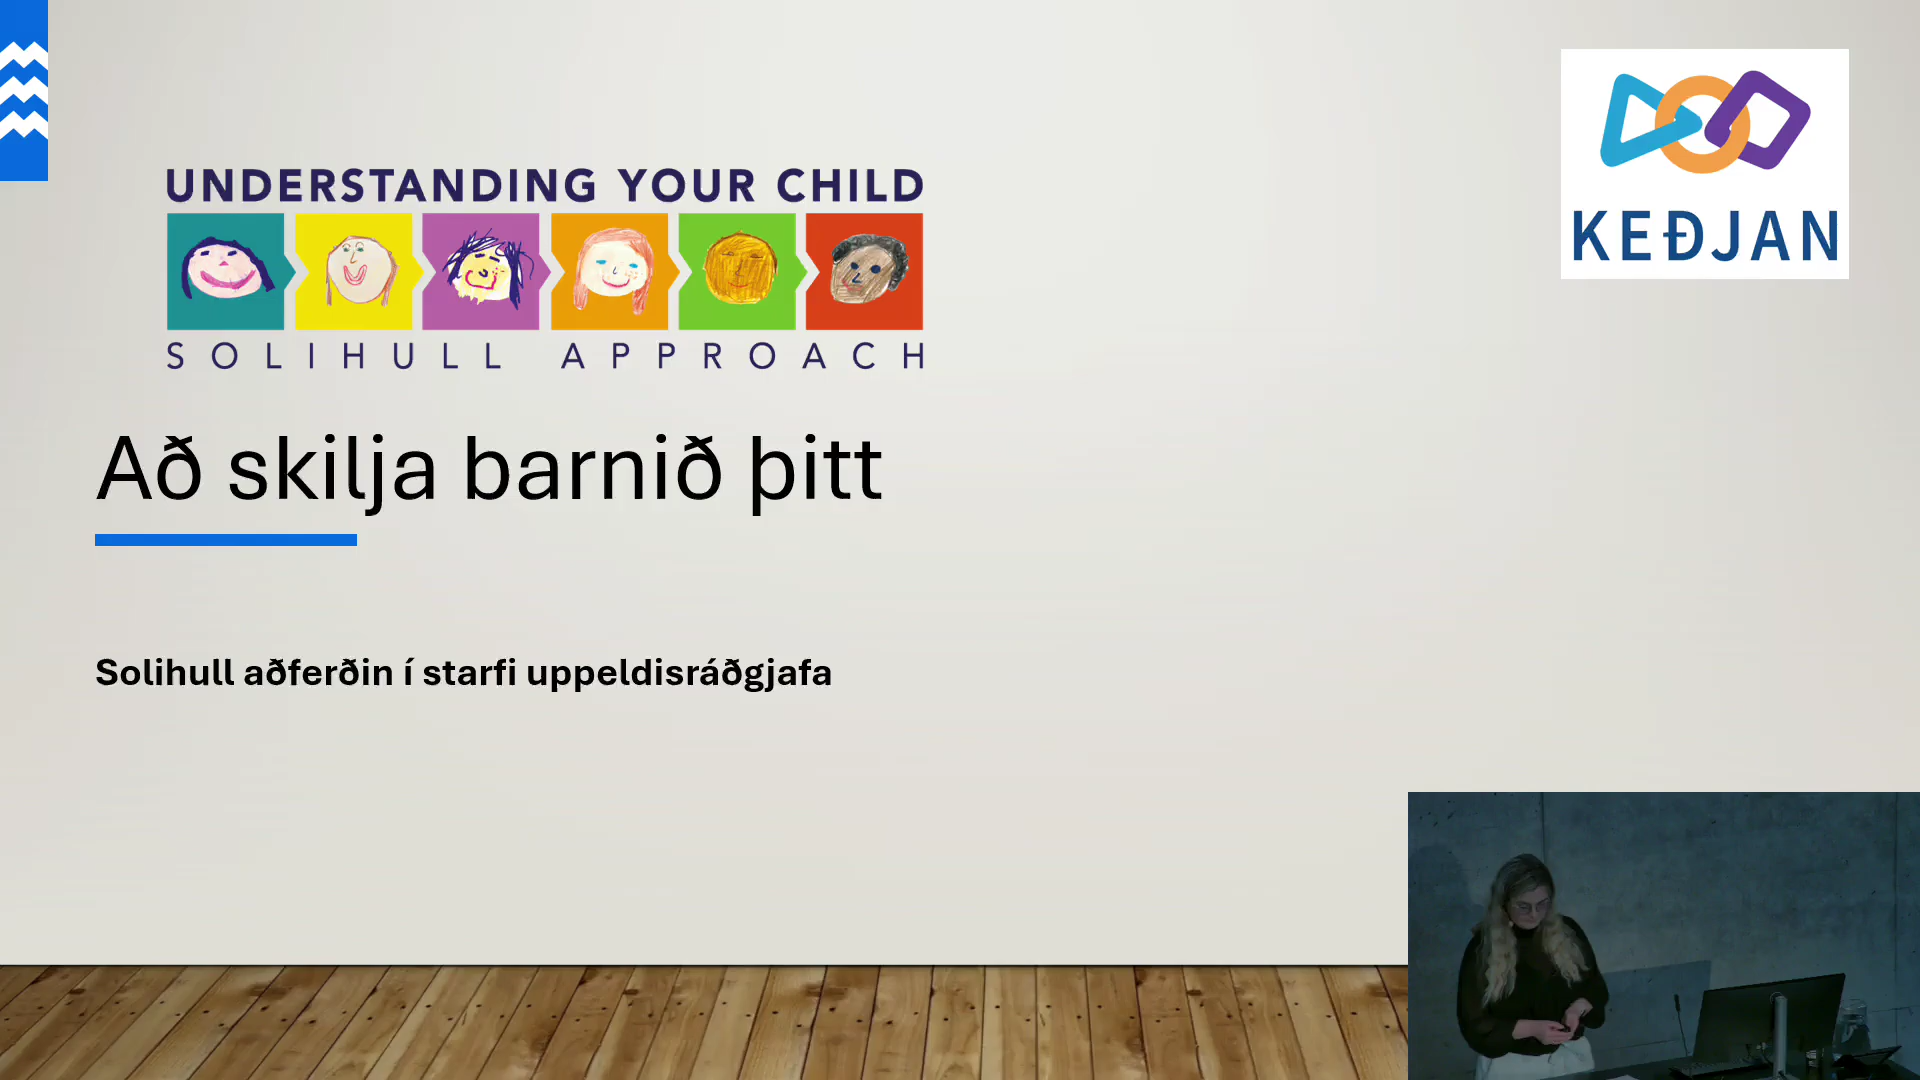 UNDERSTANDING YOUR CHILD
SOLIHULL APPROACH
KEÐJAN
Að skilja barnið þitt
Solihull aðferðin í starfi uppeldisráðgjafa